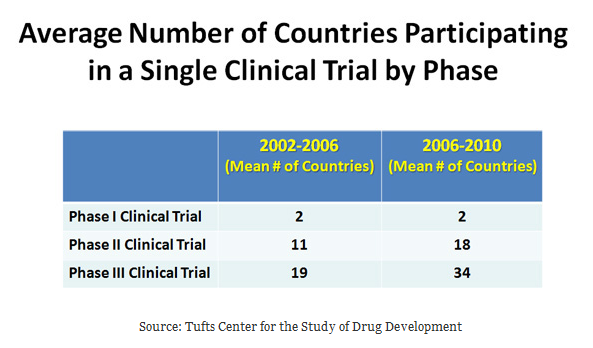 Average Number of Countries Participating
in a Single Clinical Trial by Phase
2002-2006 2006-2010
(Mean # of Countries) (Mean # of Countries)
Phase I Clinical Trial 2 2
Phase II Clinical Trial 11 18
Phase III Clinical Trial 19 34
Source: Tufts Center for the Study of Drug Development